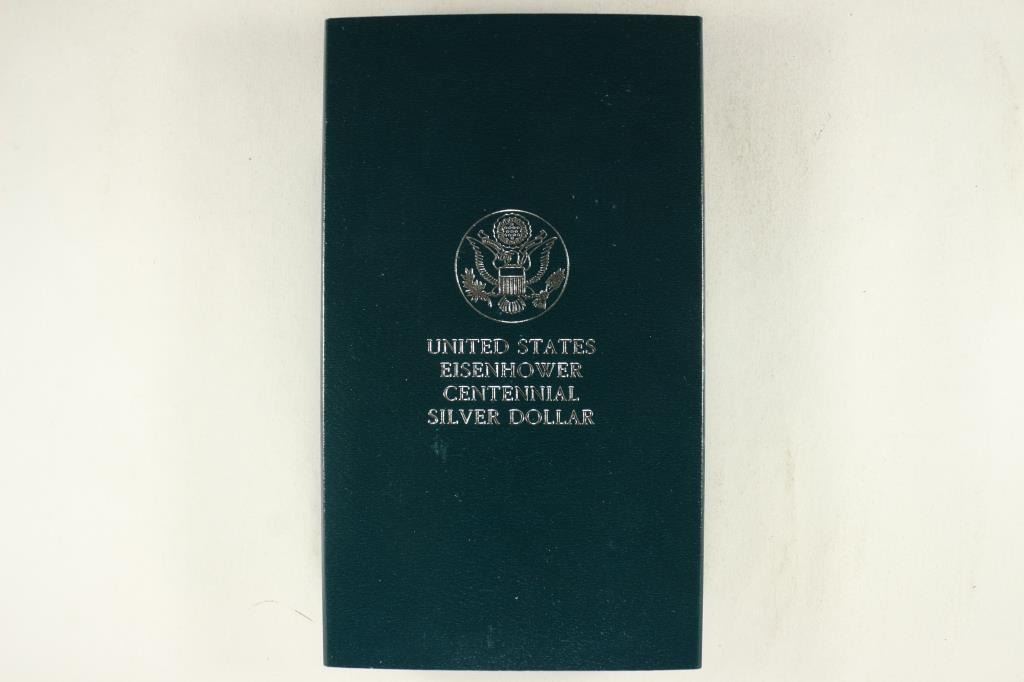 UNITED STATES
EISENHOWER
CENTENNIAL
SILVER DOLLAR